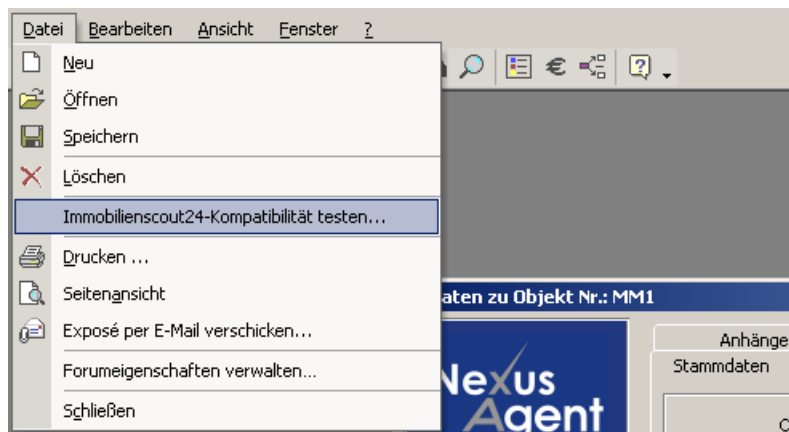 Datei Bearbeiten Ansicht Fenster ?
Neu
Öffnen
Speichern
Löschen
Immobilienscout24-Kompatibilität testen...
Drucken ...
Seitenansicht
Exposé per E-Mail verschicken...
Forumeigenschaften verwalten...
Schließen
zu Objekt Nr.: MM1
Anhänge
Stammdaten
Nexus
Agent